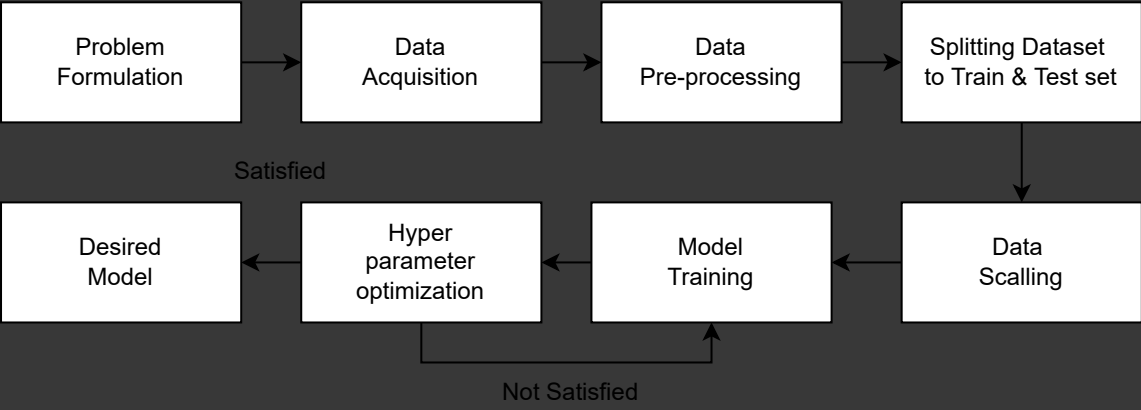 Problem
Formulation
Data
Acquisition
Data
Pre-processing
Splitting Dataset
to Train & Test set
Satisfied
Desired
Model
Hyper
parameter
optimization
Model
Training
Data
Scalling
Not Satisfied